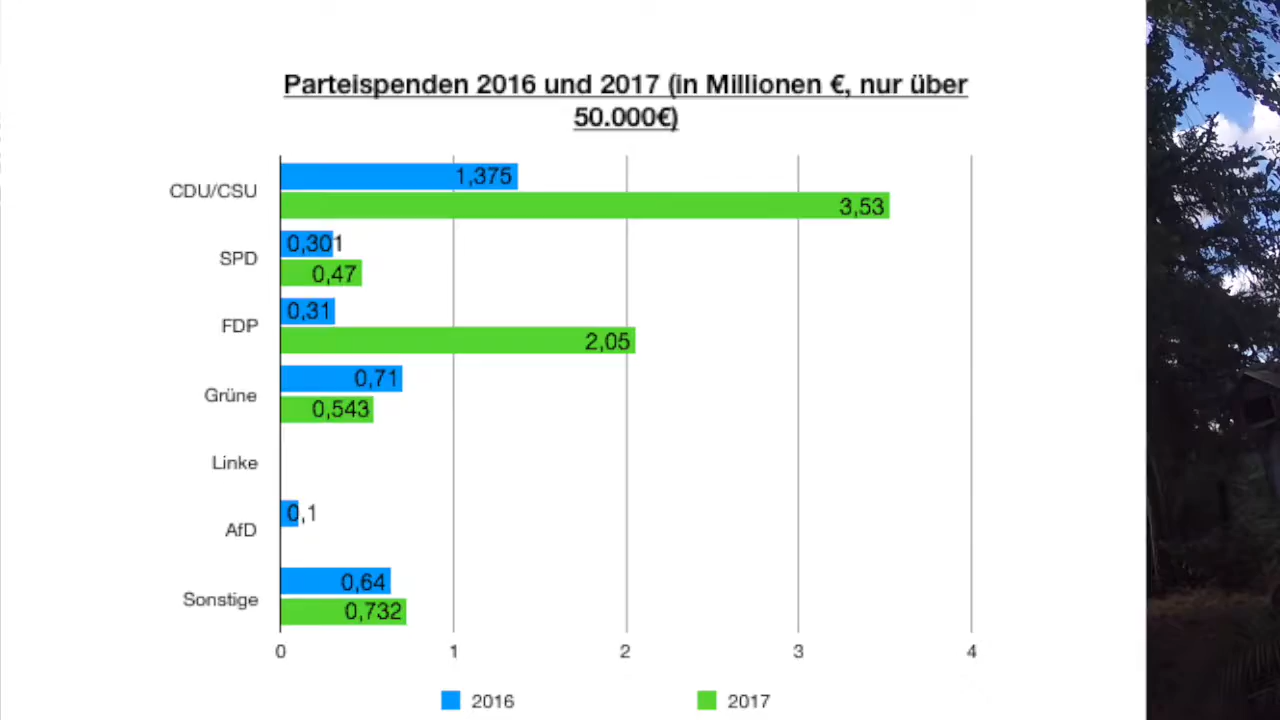 Parteispenden 2016 und 2017 (in Millionen €, nur über
50.000€)
CDU/CSU
1,375
3,53
SPD
0,301
0,47
FDP
0,31
2,05
Grüne
0,71
0,543
Linke
AfD
0,1
Sonstige
0,64
0,732
0 1 2 3 4
2016 2017